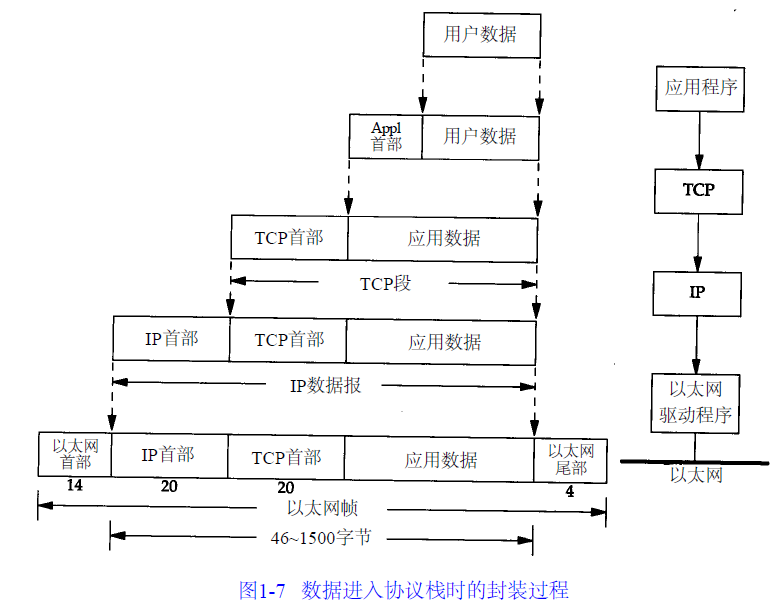 用户数据
Appl
首部
用户数据
应用程序
TCP首部
应用数据
TCP
TCP段
IP首部
TCP首部
应用数据
IP
IP数据报
以太网
首部
IP首部
TCP首部
应用数据
以太网
尾部
以太网
驱动程序
14
20
20
4
以太网
以太网帧
46~1500字节
图1-7 数据进入协议栈时的封装过程